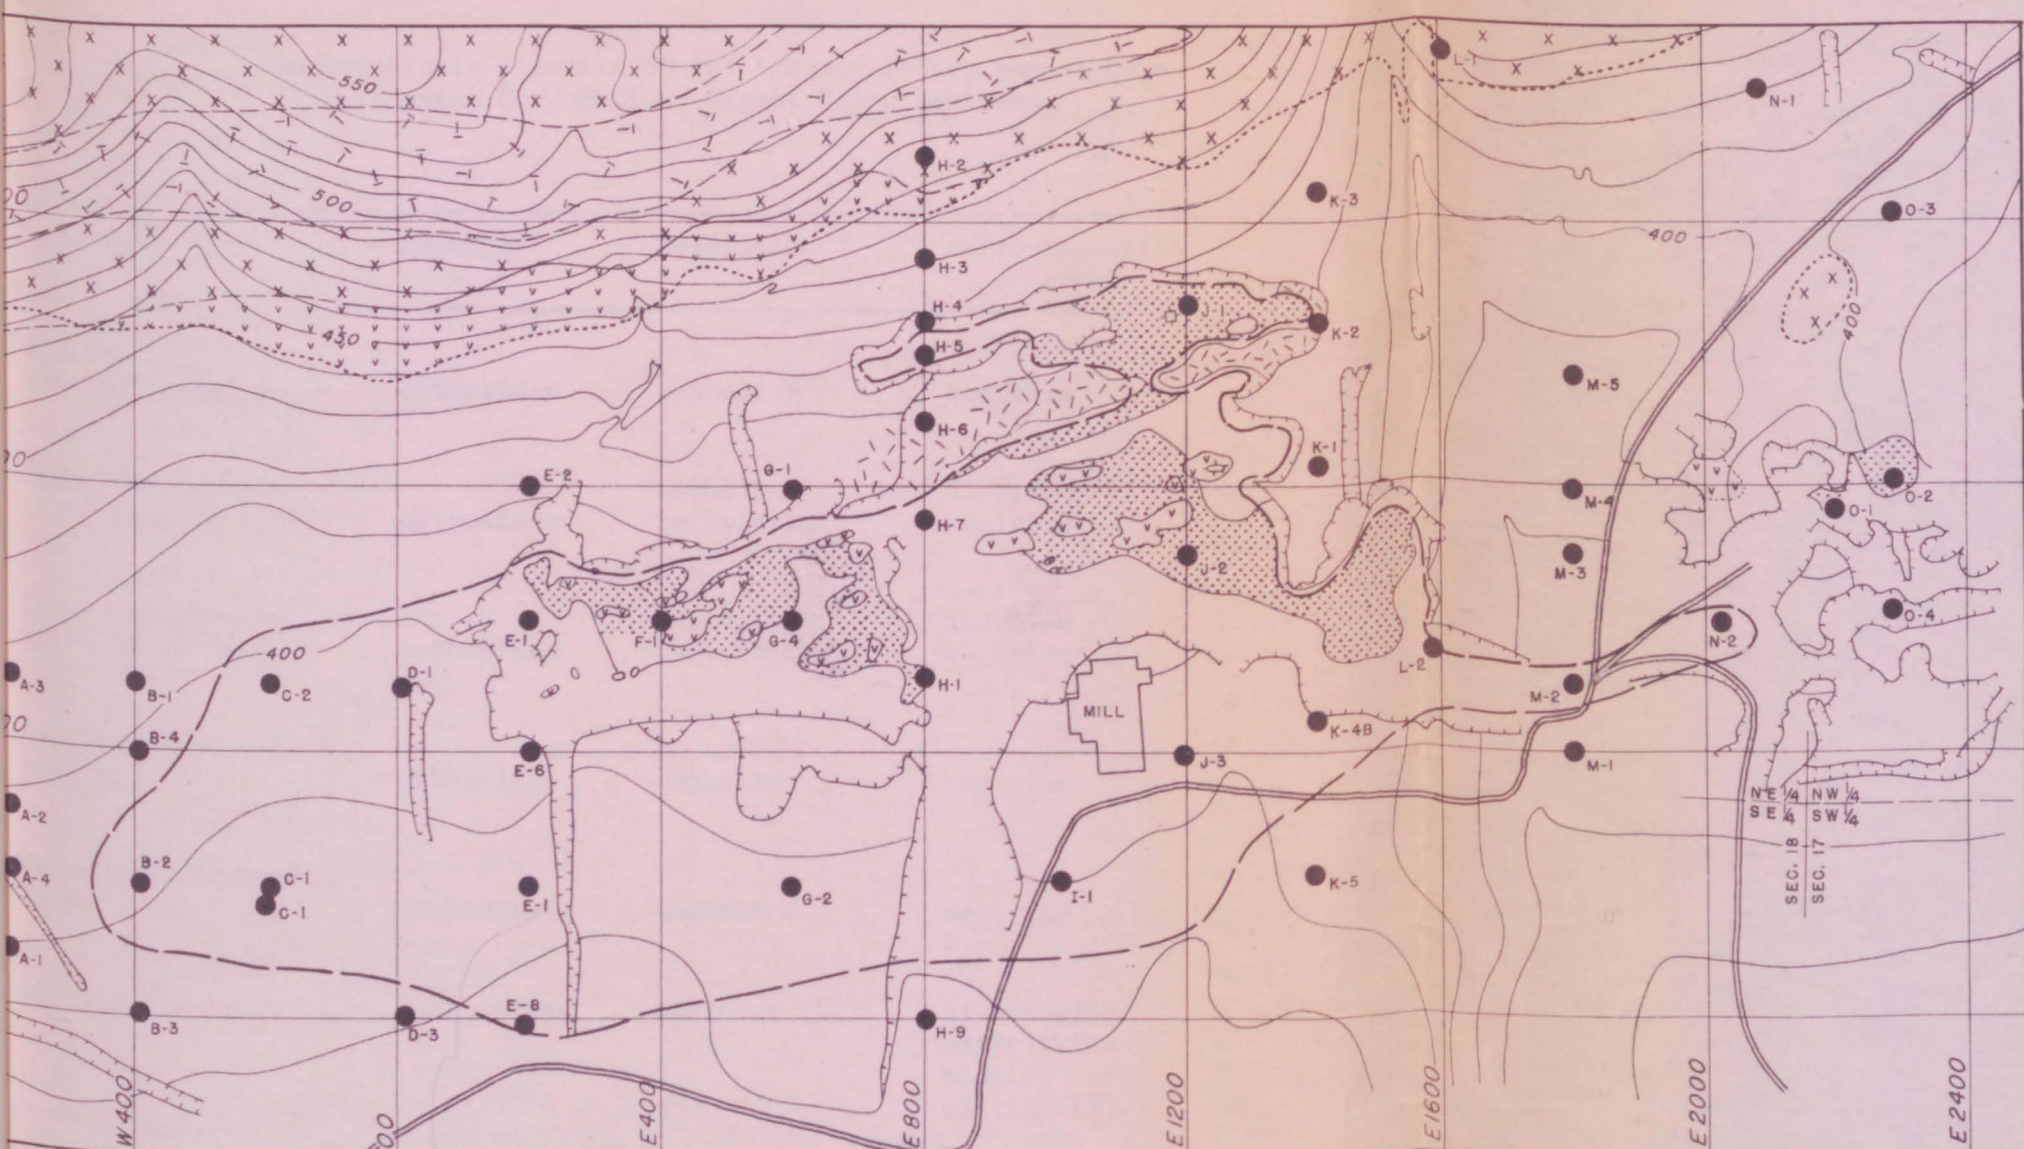 550
L-1
N-1
H-2
K-3
500
O-3
400
H-3
2
H-4
J-1
K-2
400
450
H-5
M-5
H-6
K-1
G-1
E-2
O-2
M-4
O-1
H-7
J-2
M-3
E-1
F-1
G-4
N-2
O-4
400
L-2
A-3
B-1
C-2
D-1
H-1
M-2
MILL
K-4B
B-4
E-6
J-3
M-1
NE 1/4 NW 1/4
SE 1/4 SW 1/4
A-2
B-2
A-4
C-1
C-1
E-1
G-2
I-1
K-5
SEC. 18
SEC. 17
A-1
B-3
D-3
E-8
H-9
W400
00
E400
E800
E1200
E1600
E2000
E2400